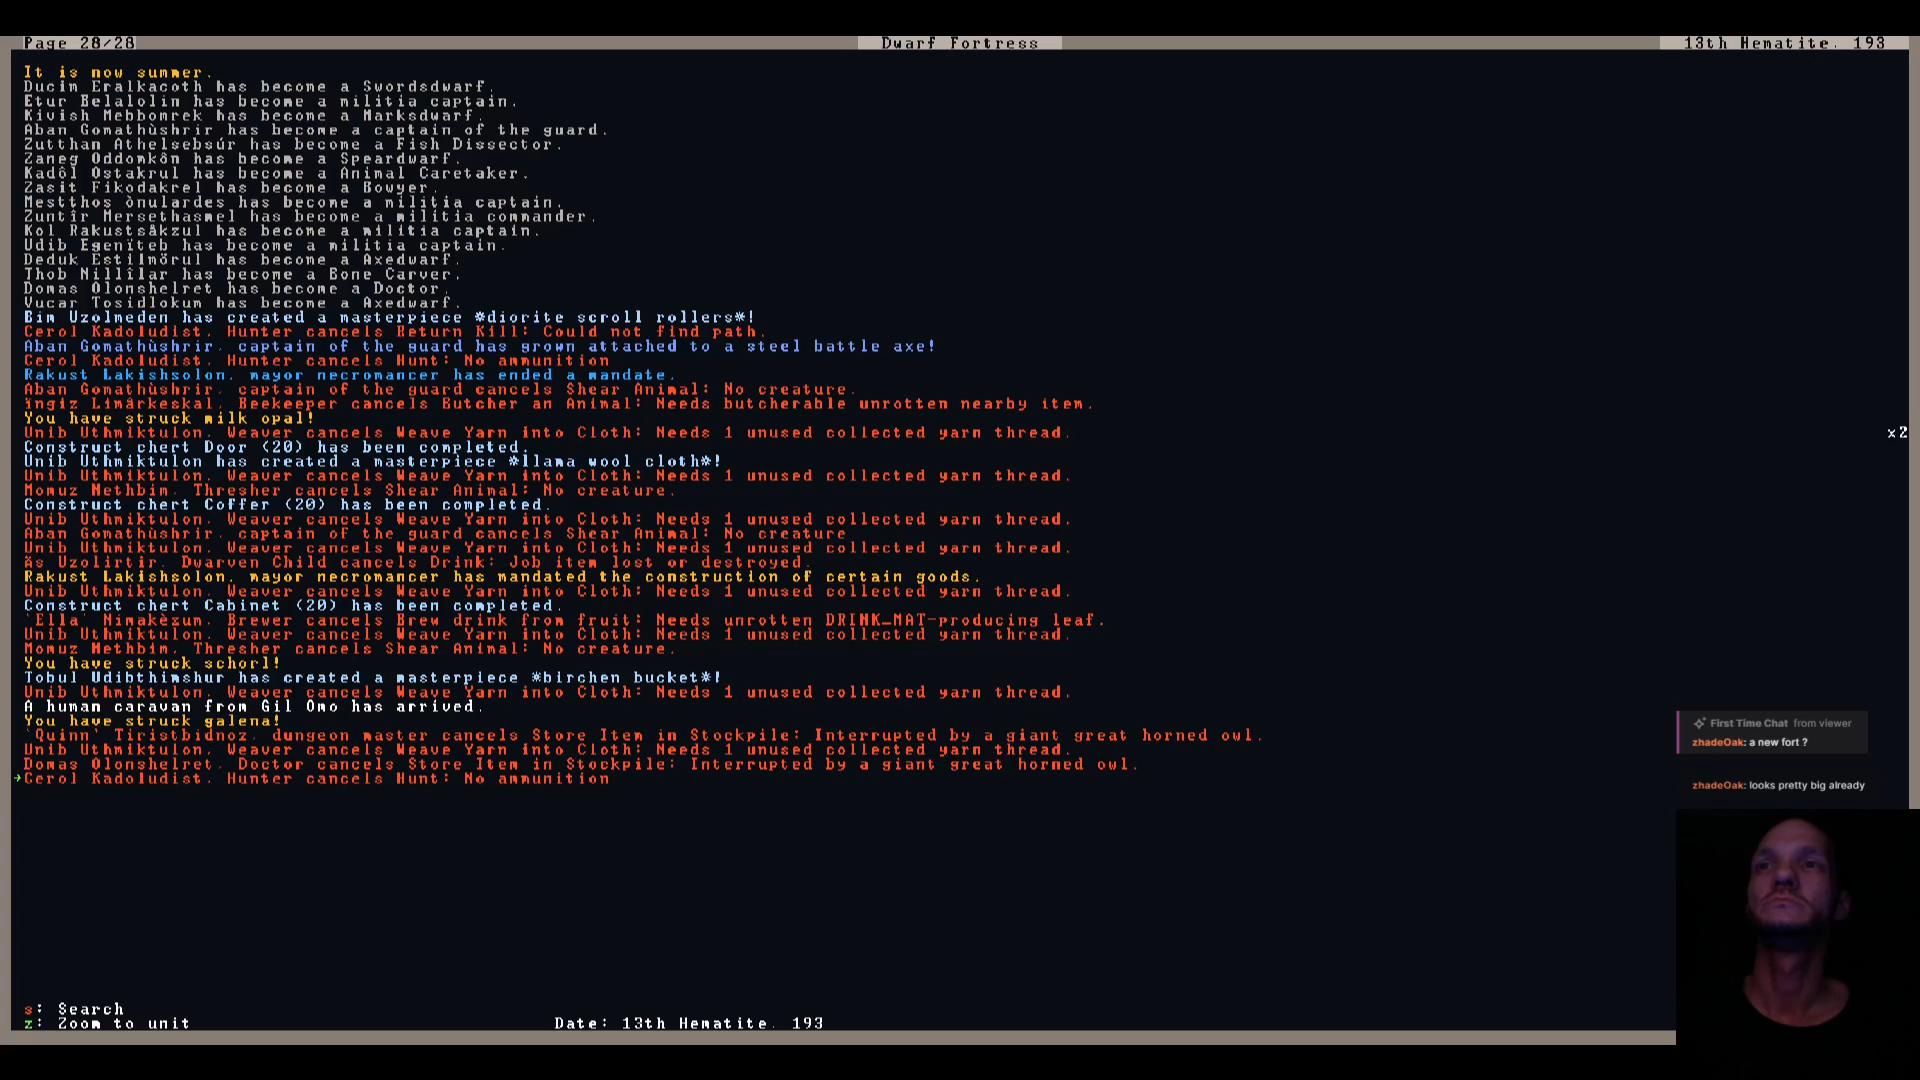 Page 28/28
Dwarf Fortress
13th Hematite, 193
It is now summer.
Ducim Eralkacoth has become a Swordsdwarf.
Etur Belalolin has become a militia captain.
Kivish Mebbomrek has become a Marksdwarf.
Aban Gomathùshrir has become a captain of the guard.
Zutthan Athelsebsúr has become a Fish Dissector.
Zaneg Oddomkôn has become a Speardwarf.
Kadôl Ostakrul has become a Animal Caretaker.
Zasit Fikodakrel has become a Bowyer.
Mestthos ònulardes has become a militia captain.
Zuntîr Mersethasmel has become a militia commander.
Kol Rakustsâkzul has become a militia captain.
Udib Egenïteb has become a militia captain.
Deduk Estilmörul has become a Axedwarf.
Thob Nillîlar has become a Bone Carver.
Domas Olonshelret has become a Doctor.
Vucar Tosidlokum has become a Axedwarf.
Bim Uzolmeden has created a masterpiece *diorite scroll rollers*!
Cerol Kadoludist, Hunter cancels Return Kill: Could not find path.
Aban Gomathùshrir, captain of the guard has grown attached to a steel battle axe!
Cerol Kadoludist, Hunter cancels Hunt: No ammunition
Rakust Lakishsolon, mayor necromancer has ended a mandate.
Aban Gomathùshrir, captain of the guard cancels Shear Animal: No creature.
Ïngiz Limârkeskal, Beekeeper cancels Butcher an Animal: Needs butcherable unrotten nearby item.
You have struck milk opal!
Unib Uthmiktulon, Weaver cancels Weave Yarn into Cloth: Needs 1 unused collected yarn thread. x2
Construct chert Door (20) has been completed.
Unib Uthmiktulon has created a masterpiece *llama wool cloth*!
Unib Uthmiktulon, Weaver cancels Weave Yarn into Cloth: Needs 1 unused collected yarn thread.
Momuz Nethbim, Thresher cancels Shear Animal: No creature.
Construct chert Coffer (20) has been completed.
Unib Uthmiktulon, Weaver cancels Weave Yarn into Cloth: Needs 1 unused collected yarn thread.
Aban Gomathùshrir, captain of the guard cancels Shear Animal: No creature
Unib Uthmiktulon, Weaver cancels Weave Yarn into Cloth: Needs 1 unused collected yarn thread.
Äs Uzolirtir, Dwarven Child cancels Drink: Job item lost or destroyed.
Rakust Lakishsolon, mayor necromancer has mandated the construction of certain goods.
Unib Uthmiktulon, Weaver cancels Weave Yarn into Cloth: Needs 1 unused collected yarn thread.
Construct chert Cabinet (20) has been completed.
`Ella' Nimakèzun, Brewer cancels Brew drink from fruit: Needs unrotten DRINK_MAT-producing leaf.
Unib Uthmiktulon, Weaver cancels Weave Yarn into Cloth: Needs 1 unused collected yarn thread.
Momuz Nethbim, Thresher cancels Shear Animal: No creature.
You have struck schorl!
Tobul Udibthimshur has created a masterpiece *birchen bucket*!
Unib Uthmiktulon, Weaver cancels Weave Yarn into Cloth: Needs 1 unused collected yarn thread.
A human caravan from Gil Omo has arrived.
You have struck galena!
`Quinn' Tiristbidnoz, dungeon master cancels Store Item in Stockpile: Interrupted by a giant great horned owl.
Unib Uthmiktulon, Weaver cancels Weave Yarn into Cloth: Needs 1 unused collected yarn thread.
Domas Olonshelret, Doctor cancels Store Item in Stockpile: Interrupted by a giant great horned owl.
→Cerol Kadoludist, Hunter cancels Hunt: No ammunition
First Time Chat from viewer
zhadeOak: a new fort ?
zhadeOak: looks pretty big already
s: Search
z: Zoom to unit
Date: 13th Hematite, 193